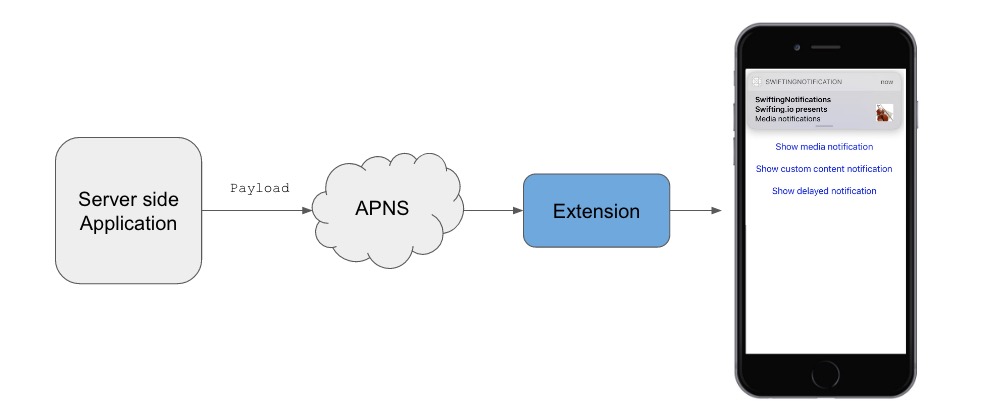 Server side
Application
Payload
APNS
Extension
SWIFTINGNOTIFICATION
now
SwiftingNotifications
Swifting.io presents
Media notifications
Show media notification
Show custom content notification
Show delayed notification